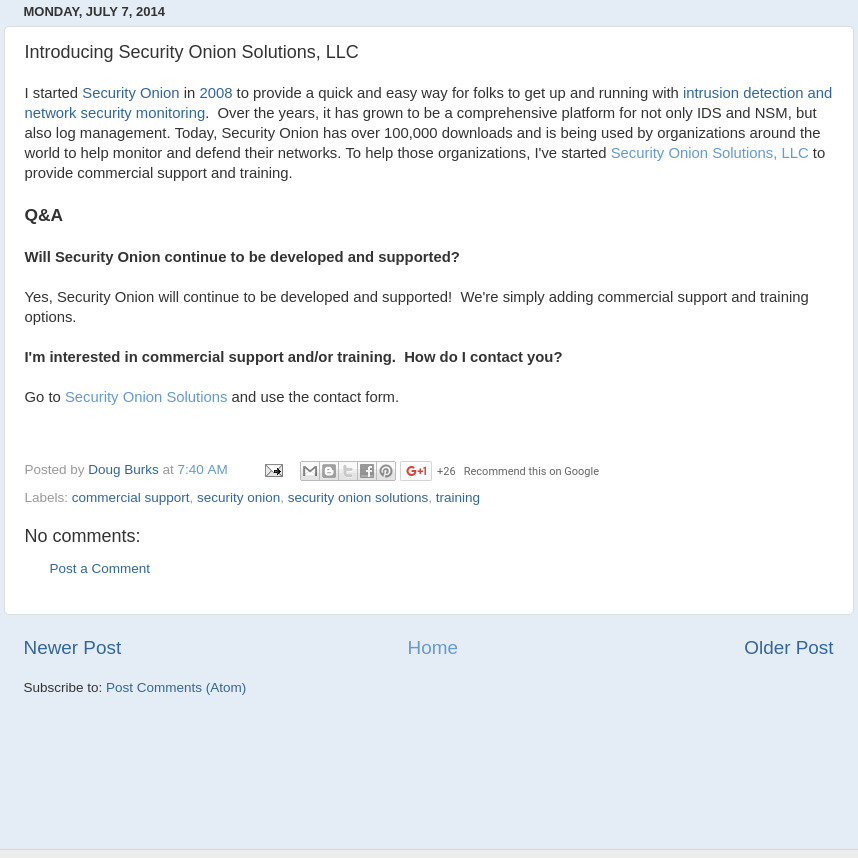 MONDAY, JULY 7, 2014
Introducing Security Onion Solutions, LLC
I started Security Onion in 2008 to provide a quick and easy way for folks to get up and running with intrusion detection and
network security monitoring.  Over the years, it has grown to be a comprehensive platform for not only IDS and NSM, but
also log management. Today, Security Onion has over 100,000 downloads and is being used by organizations around the
world to help monitor and defend their networks. To help those organizations, I've started Security Onion Solutions, LLC to
provide commercial support and training.
Q&A
Will Security Onion continue to be developed and supported?
Yes, Security Onion will continue to be developed and supported!  We're simply adding commercial support and training
options.
I'm interested in commercial support and/or training.  How do I contact you?
Go to Security Onion Solutions and use the contact form.
Posted by Doug Burks at 7:40 AM G+1 +26 Recommend this on Google
Labels: commercial support, security onion, security onion solutions, training
No comments:
Post a Comment
Newer Post Home Older Post
Subscribe to: Post Comments (Atom)